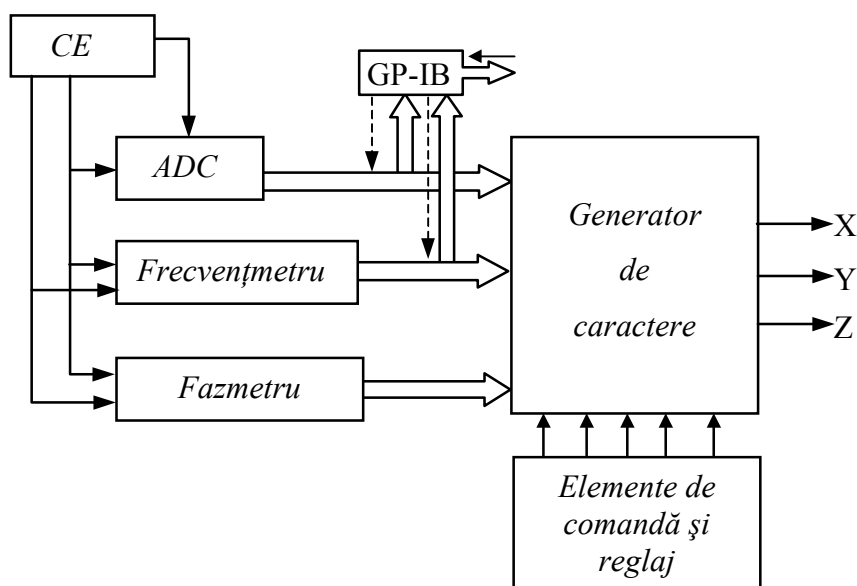 CE
GP-IB
ADC
Generator
de
caractere
X
Y
Z
Frecvențmetru
Fazmetru
Elemente de
comandă şi
reglaj